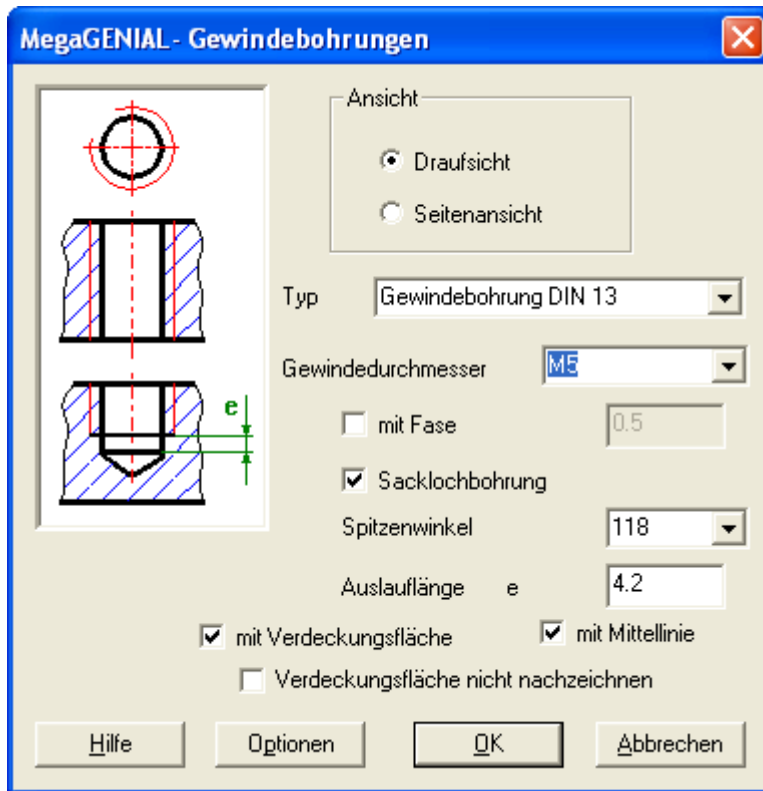 MegaGENIAL - Gewindebohrungen
Ansicht
Draufsicht
Seitenansicht
Typ Gewindebohrung DIN 13
Gewindedurchmesser M5
e
mit Fase 0.5
Sacklochbohrung
Spitzenwinkel 118
Auslauflänge e 4.2
mit Verdeckungsfläche mit Mittellinie
Verdeckungsfläche nicht nachzeichnen
Hilfe Optionen OK Abbrechen